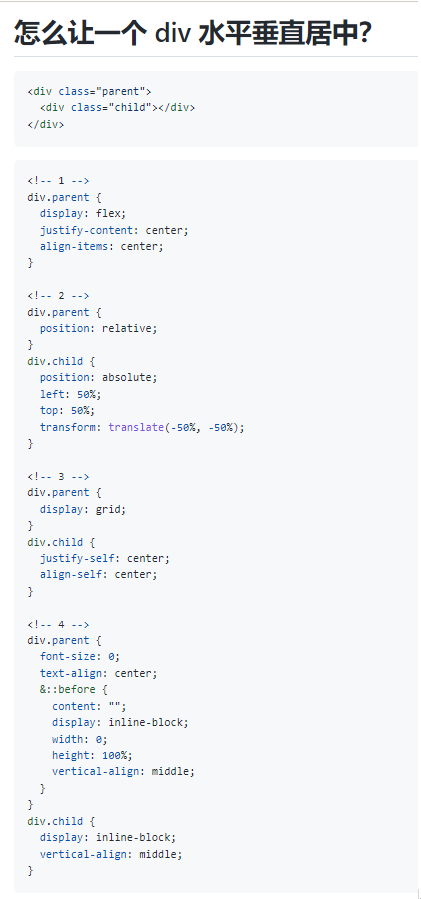 怎么让一个 div 水平垂直居中?
<div class="parent">
  <div class="child"></div>
</div>
<!-- 1 -->
div.parent {
  display: flex;
  justify-content: center;
  align-items: center;
}
<!-- 2 -->
div.parent {
  position: relative;
}
div.child {
  position: absolute;
  left: 50%;
  top: 50%;
  transform: translate(-50%, -50%);
}
<!-- 3 -->
div.parent {
  display: grid;
}
div.child {
  justify-self: center;
  align-self: center;
}
<!-- 4 -->
div.parent {
  font-size: 0;
  text-align: center;
  &::before {
    content: "";
    display: inline-block;
    width: 0;
    height: 100%;
    vertical-align: middle;
  }
}
div.child {
  display: inline-block;
  vertical-align: middle;
}